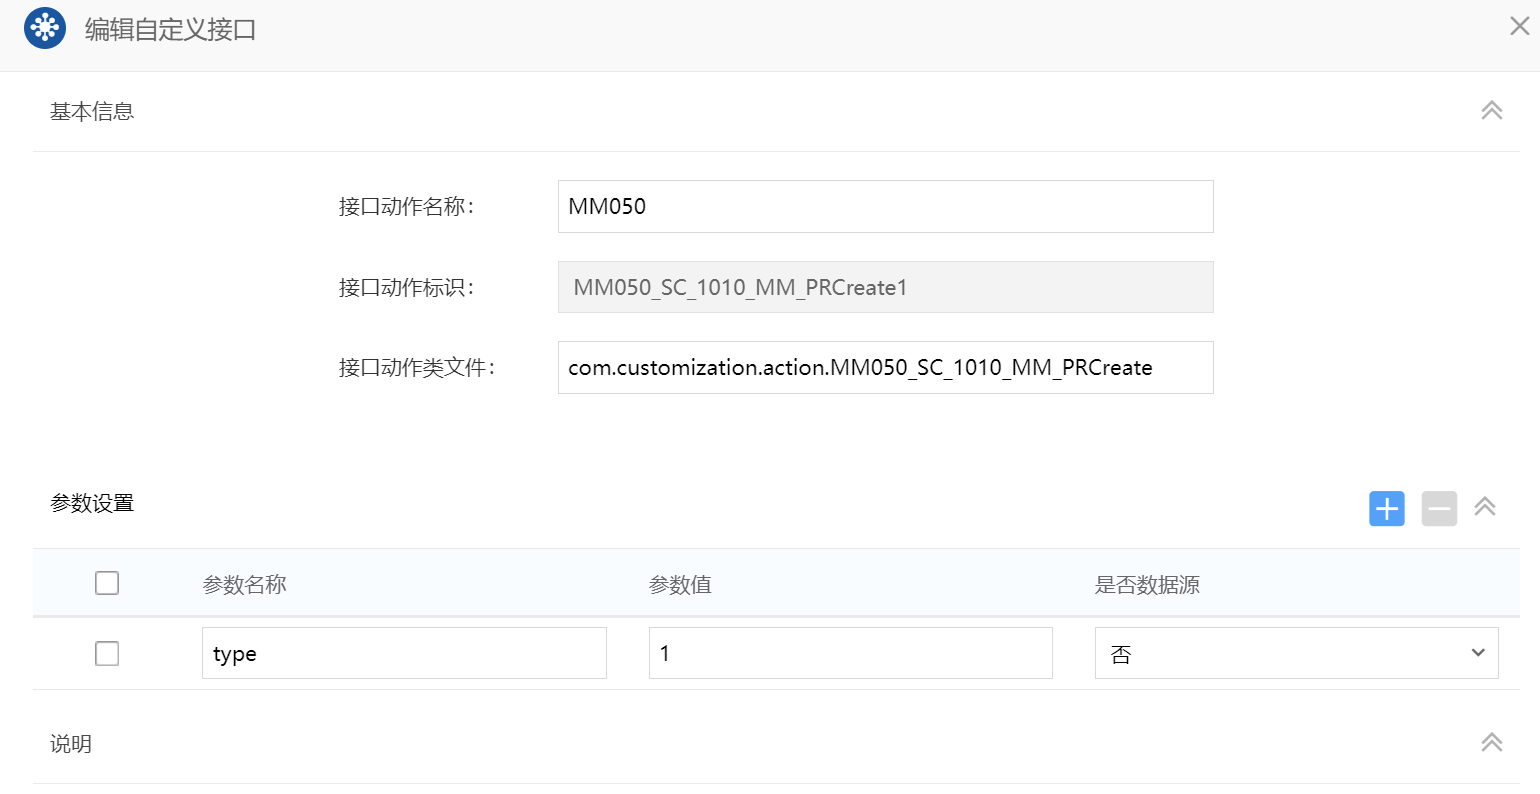 编辑自定义接口
基本信息
接口动作名称：
MM050
接口动作标识：
MM050_SC_1010_MM_PRCreate1
接口动作类文件：
com.customization.action.MM050_SC_1010_MM_PRCreate
参数设置
参数名称 参数值 是否数据源
type 1 否
说明